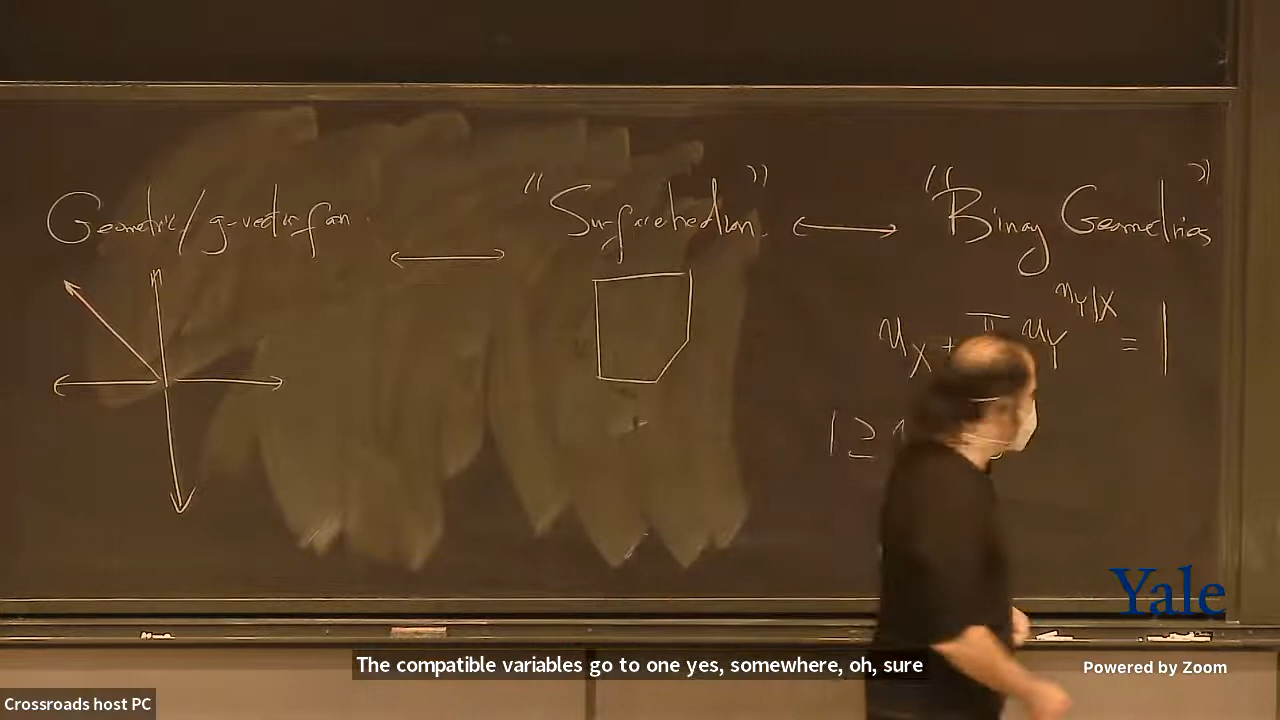 Geometric/g-vector fan. ⟷ "Surfacehedron" ⟷ "Binary Geometries"
u_X + ∏ u_Y^{n_{Y|X}} = 1
1 ≥
Yale
The compatible variables go to one yes, somewhere, oh, sure
Powered by Zoom
Crossroads host PC